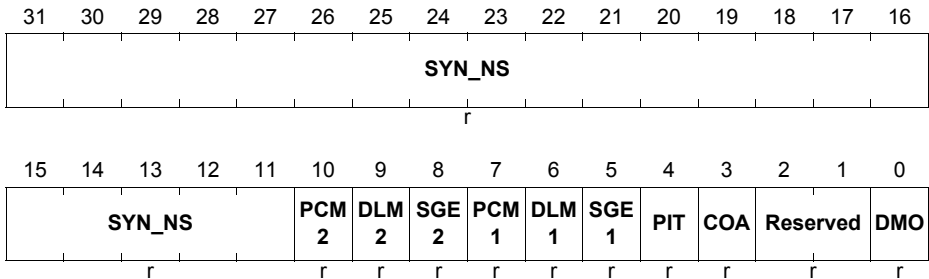 31 30 29 28 27 26 25 24 23 22 21 20 19 18 17 16
SYN_NS
r
15 14 13 12 11 10 9 8 7 6 5 4 3 2 1 0
SYN_NS PCM 2 DLM 2 SGE 2 PCM 1 DLM 1 SGE 1 PIT COA Reserved DMO
r r r r r r r r r r r